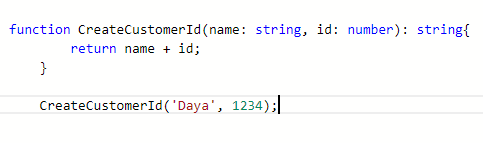 function CreateCustomerId(name: string, id: number): string{
return name + id;
}
CreateCustomerId('Daya', 1234);